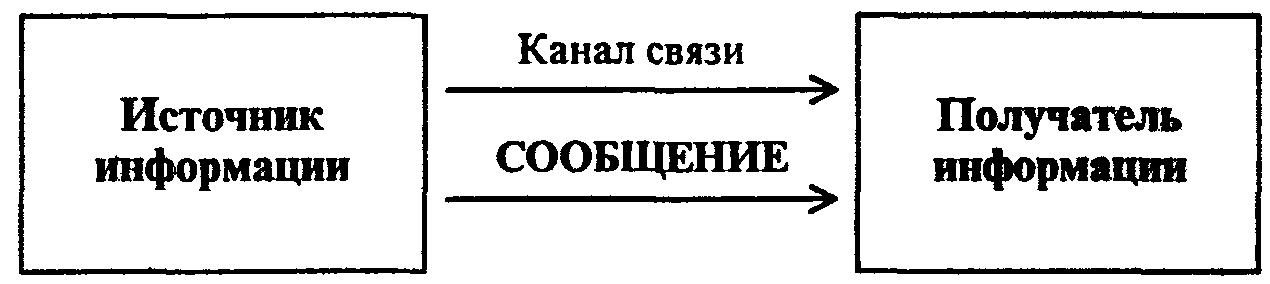 Канал связи
Источник
информации
СООБЩЕНИЕ
Получатель
информации